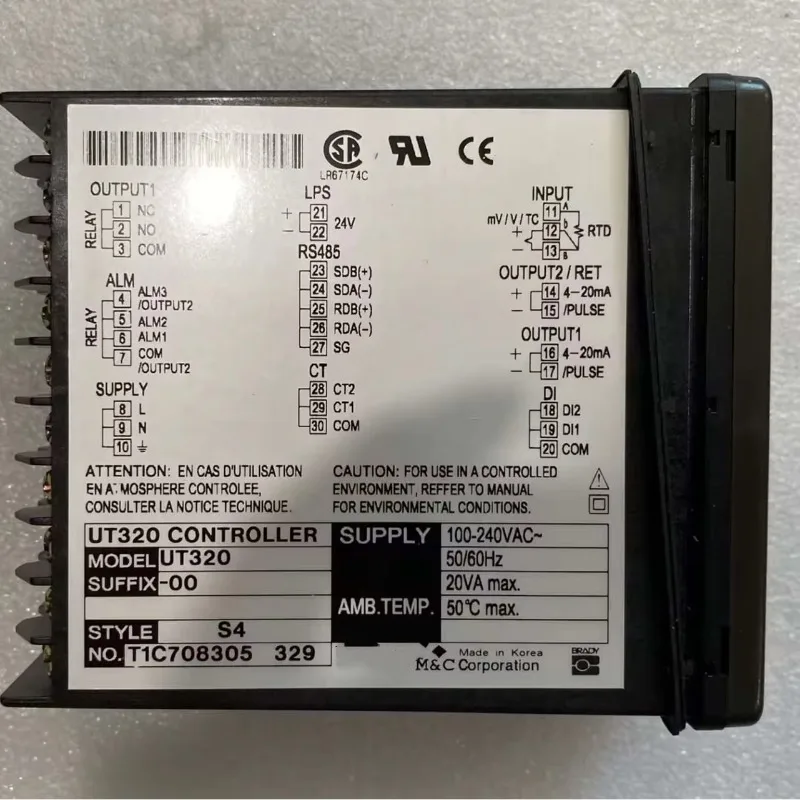 LR67174C
OUTPUT1
RELAY
1 NC
2 NO
3 COM
ALM
RELAY
4 ALM3
/OUTPUT2
5 ALM2
6 ALM1
7 COM
/OUTPUT2
SUPPLY
8 L
9 N
10
LPS
+ 21
24V
− 22
RS485
23 SDB(+)
24 SDA(−)
25 RDB(+)
26 RDA(−)
27 SG
CT
28 CT2
29 CT1
30 COM
INPUT
mV/V/TC
11 A
+ 12 b
− 13 B
RTD
OUTPUT2/RET
+ 14 4-20mA
− 15 /PULSE
OUTPUT1
+ 16 4-20mA
− 17 /PULSE
DI
18 DI2
19 DI1
20 COM
ATTENTION: EN CAS D'UTILISATION
EN A.MOSPHERE CONTROLEE,
CONSULTER LA NOTICE TECHNIQUE.
CAUTION: FOR USE IN A CONTROLLED
ENVIRONMENT, REFFER TO MANUAL
FOR ENVIRONMENTAL CONDITIONS.
UT320 CONTROLLER
MODEL UT320
SUFFIX -00
STYLE S4
NO. T1C708305 329
SUPPLY 100-240VAC~
50/60Hz
20VA max.
AMB.TEMP. 50℃ max.
Made in Korea
M&C Corporation
BRADY